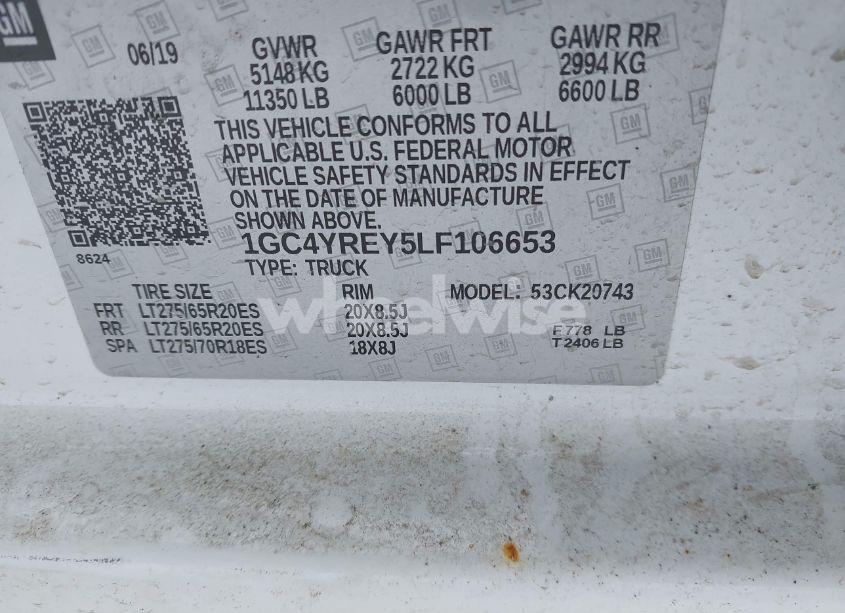 GM
06/19 GVWR GAWR FRT GAWR RR
5148 KG 2722 KG 2994 KG
11350 LB 6000 LB 6600 LB
THIS VEHICLE CONFORMS TO ALL
APPLICABLE U.S. FEDERAL MOTOR
VEHICLE SAFETY STANDARDS IN EFFECT
ON THE DATE OF MANUFACTURE
SHOWN ABOVE.
8624 1GC4YREY5LF106653
TYPE: TRUCK
TIRE SIZE RIM MODEL: 53CK20743
FRT LT275/65R20ES 20X8.5J
RR LT275/65R20ES 20X8.5J F 778 LB
SPA LT275/70R18ES 18X8J T 2406 LB
wheelwise